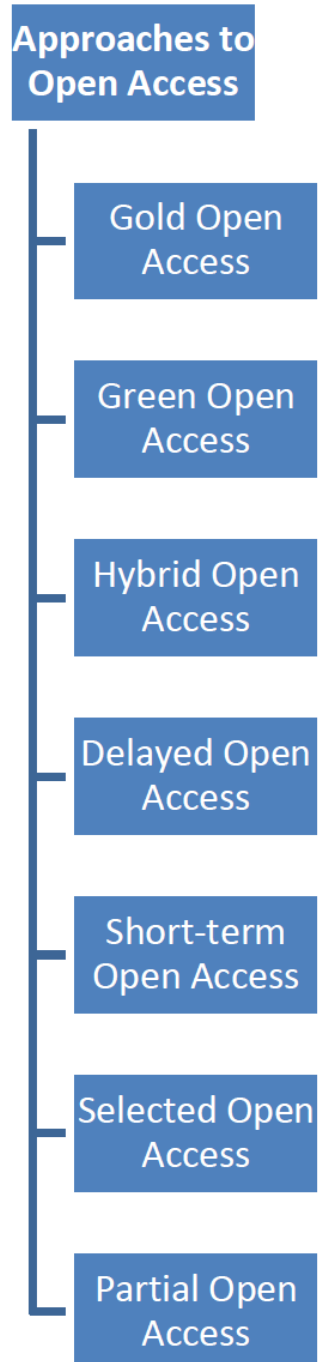 Approaches to
Open Access
Gold Open
Access
Green Open
Access
Hybrid Open
Access
Delayed Open
Access
Short-term
Open Access
Selected Open
Access
Partial Open
Access